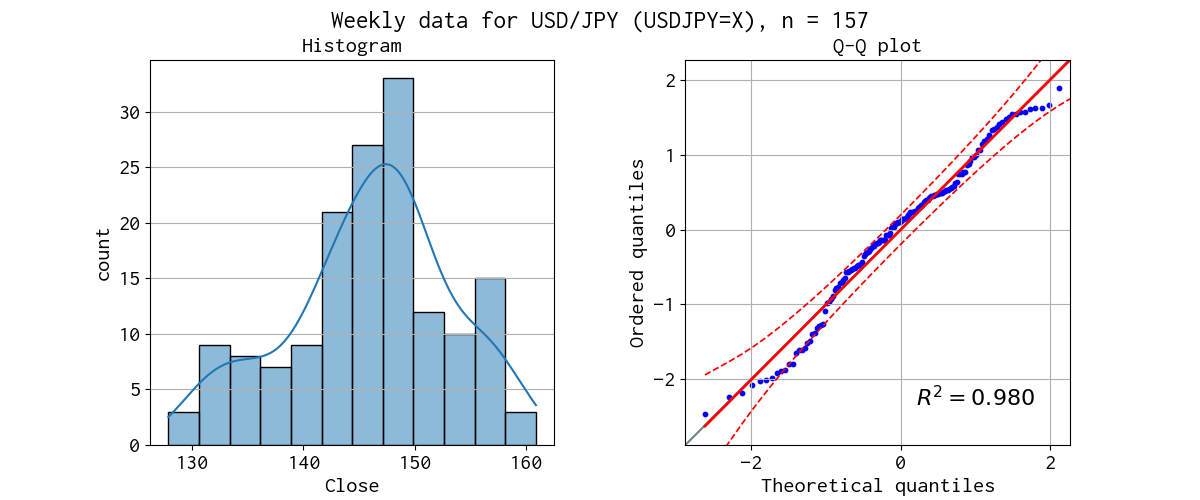 Weekly data for USD/JPY (USDJPY=X), n = 157
Histogram
count
30
25
20
15
10
5
0
130 140 150 160
Close
Q-Q plot
Ordered quantiles
2
1
0
−1
−2
R² = 0.980
−2 0 2
Theoretical quantiles